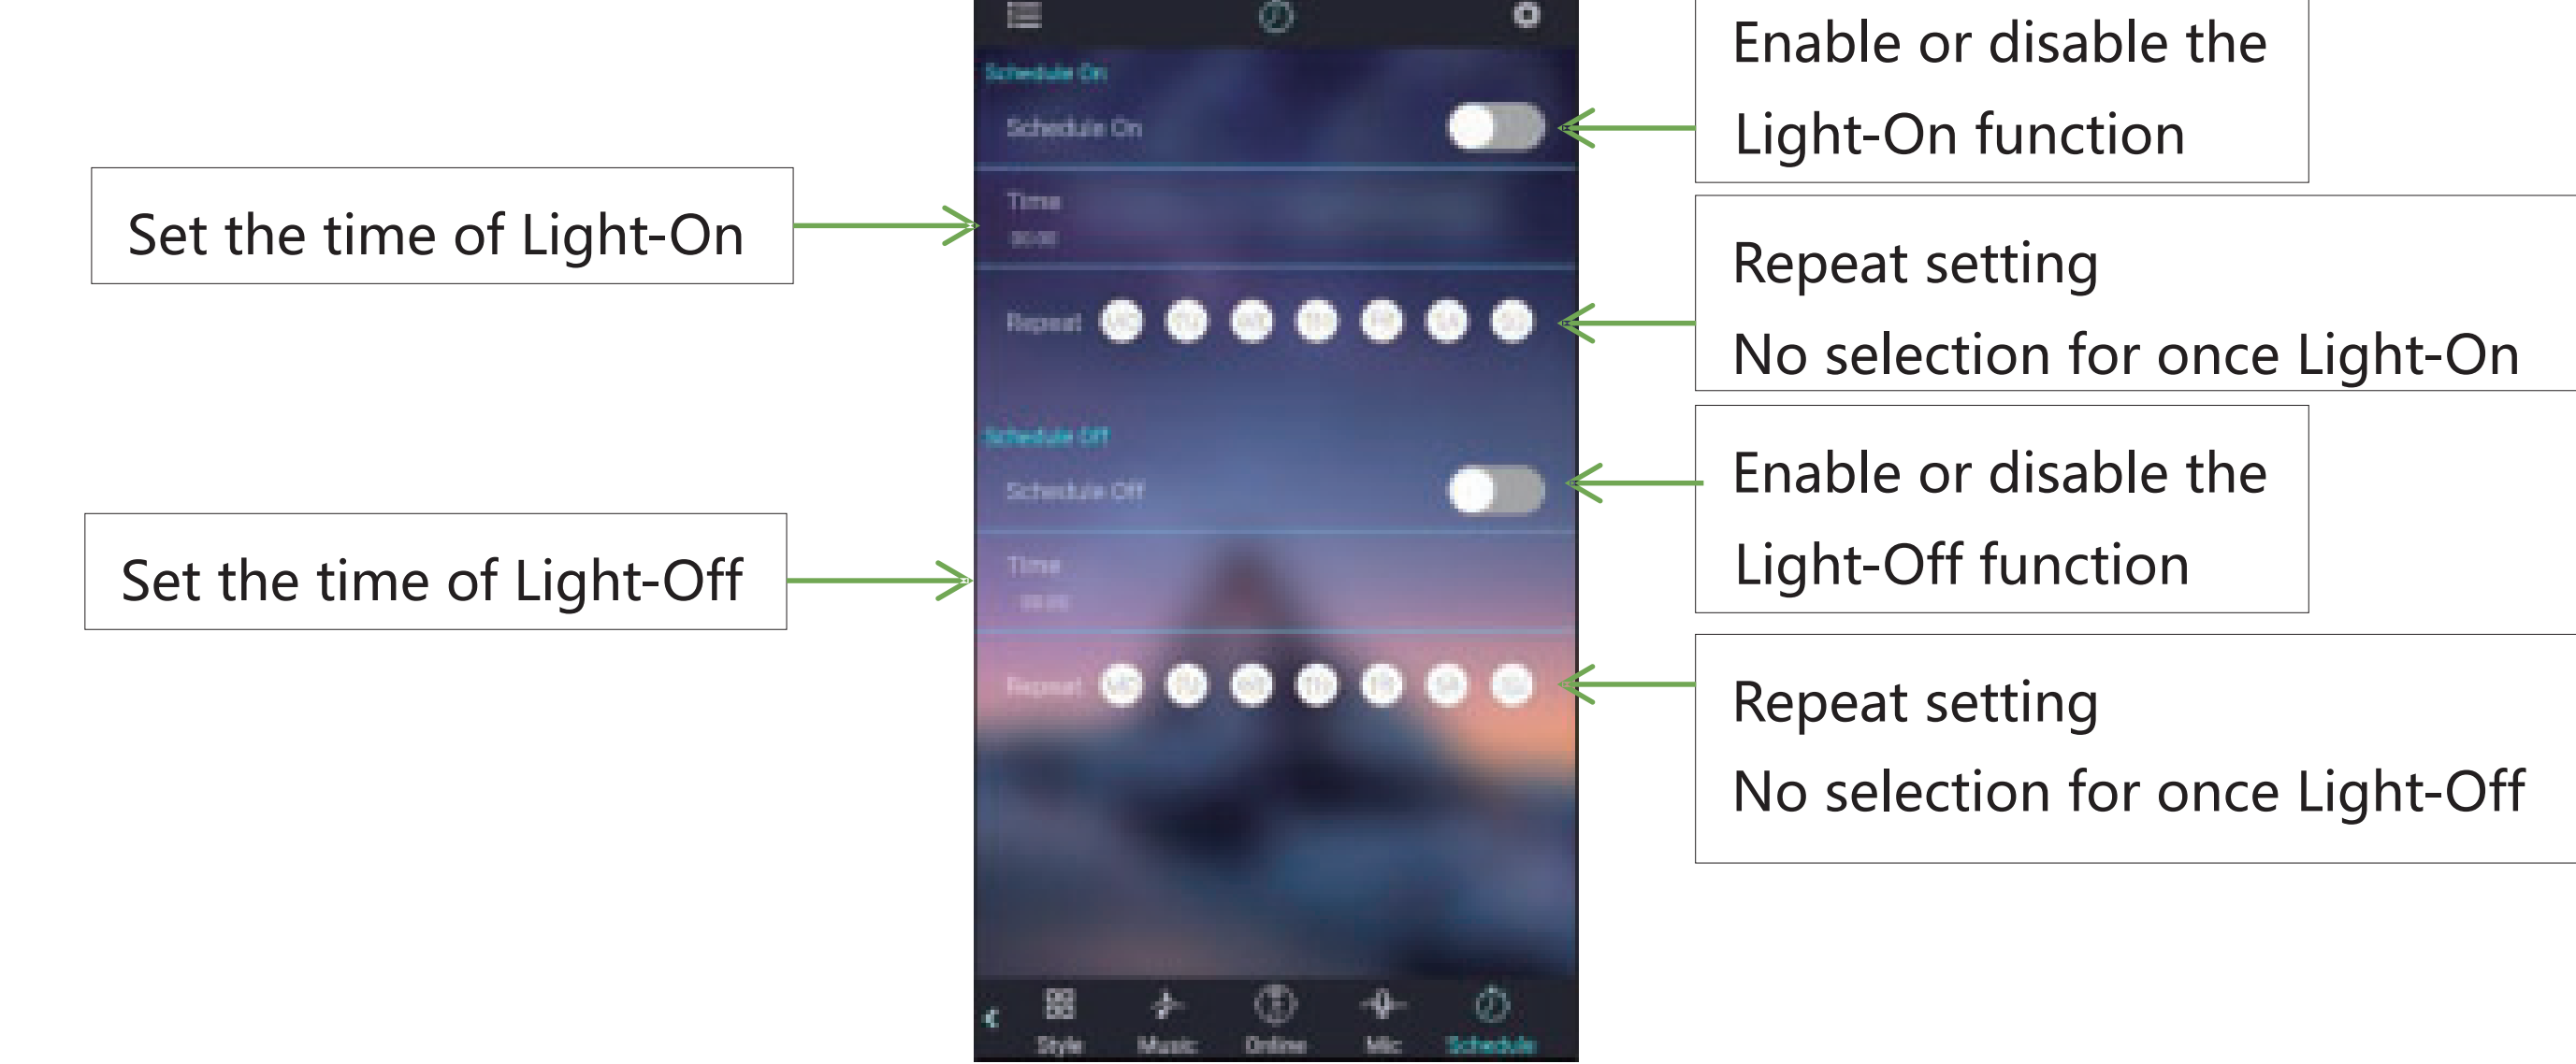 Enable or disable the
Light-On function
Set the time of Light-On
Repeat setting
No selection for once Light-On
Enable or disable the
Light-Off function
Set the time of Light-Off
Repeat setting
No selection for once Light-Off
Schedule On
Schedule On
Time
Repeat
Schedule Off
Schedule Off
Time
Repeat
Style Music Online Mic Schedule